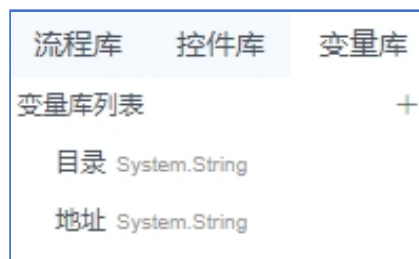 流程库 控件库 变量库
变量库列表 +
目录 System.String
地址 System.String